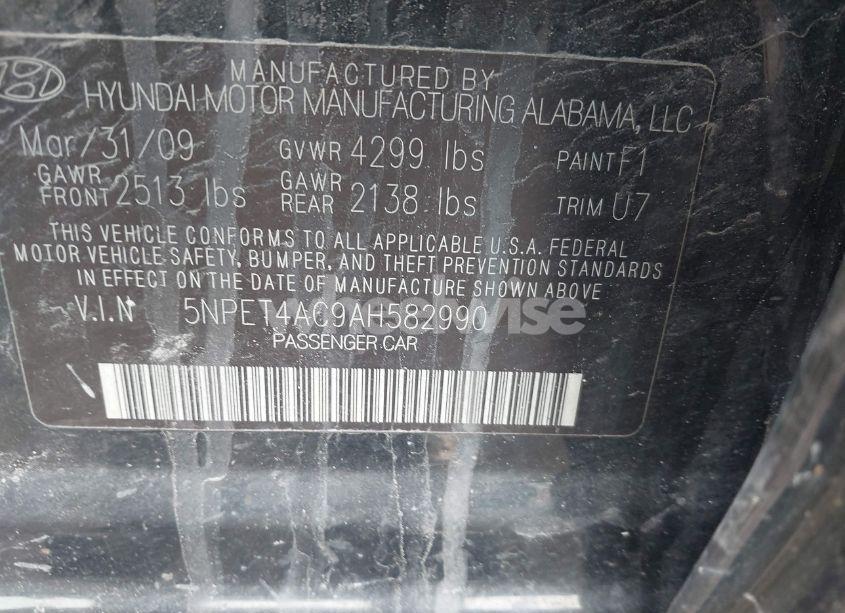 MANUFACTURED BY
HYUNDAI MOTOR MANUFACTURING ALABAMA, LLC
Mar/31/09 GVWR 4299 lbs PAINT F1
GAWR FRONT 2513 lbs GAWR REAR 2138 lbs TRIM U7
THIS VEHICLE CONFORMS TO ALL APPLICABLE U.S.A. FEDERAL
MOTOR VEHICLE SAFETY, BUMPER, AND THEFT PREVENTION STANDARDS
IN EFFECT ON THE DATE OF MANUFACTURE SHOWN ABOVE.
V.I.N 5NPET4AC9AH582990
PASSENGER CAR